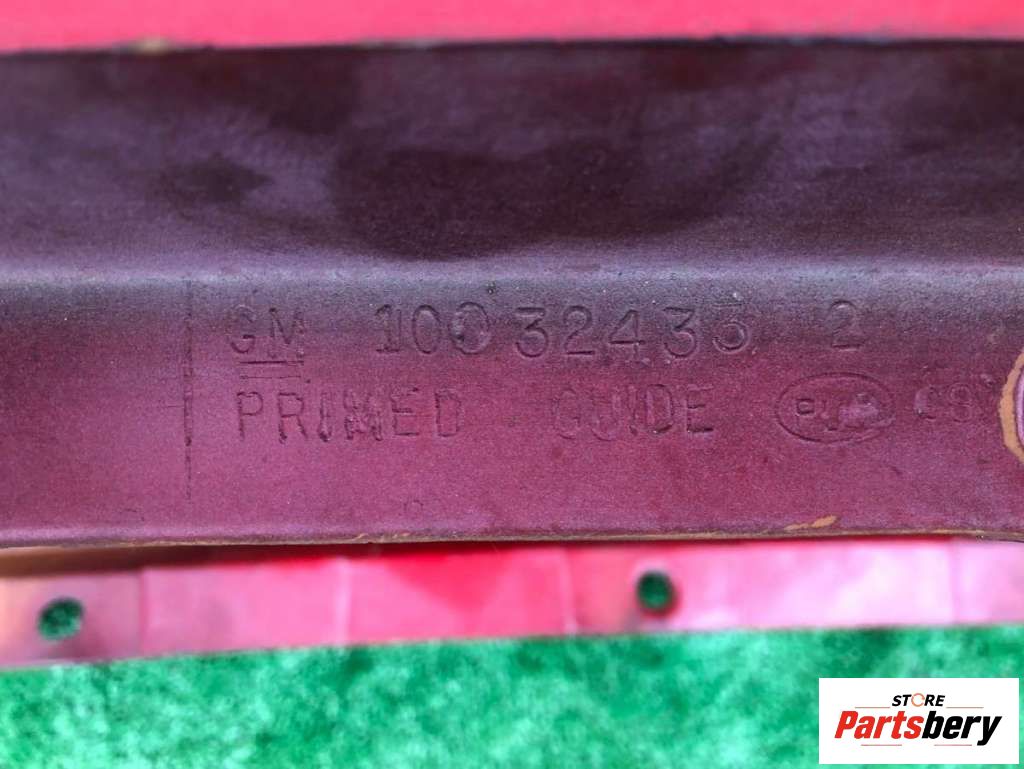 GM 10032433 2
PRIMED GUIDE
STORE
Partsbery